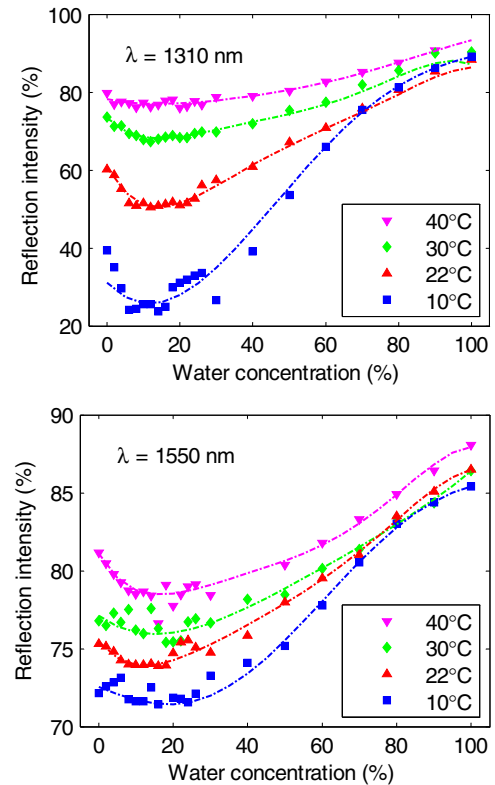 λ = 1310 nm
Reflection intensity (%)
100
80
60
40
20
40°C
30°C
22°C
10°C
0
20
40
60
80
100
Water concentration (%)
λ = 1550 nm
Reflection intensity (%)
90
85
80
75
70
40°C
30°C
22°C
10°C
0
20
40
60
80
100
Water concentration (%)